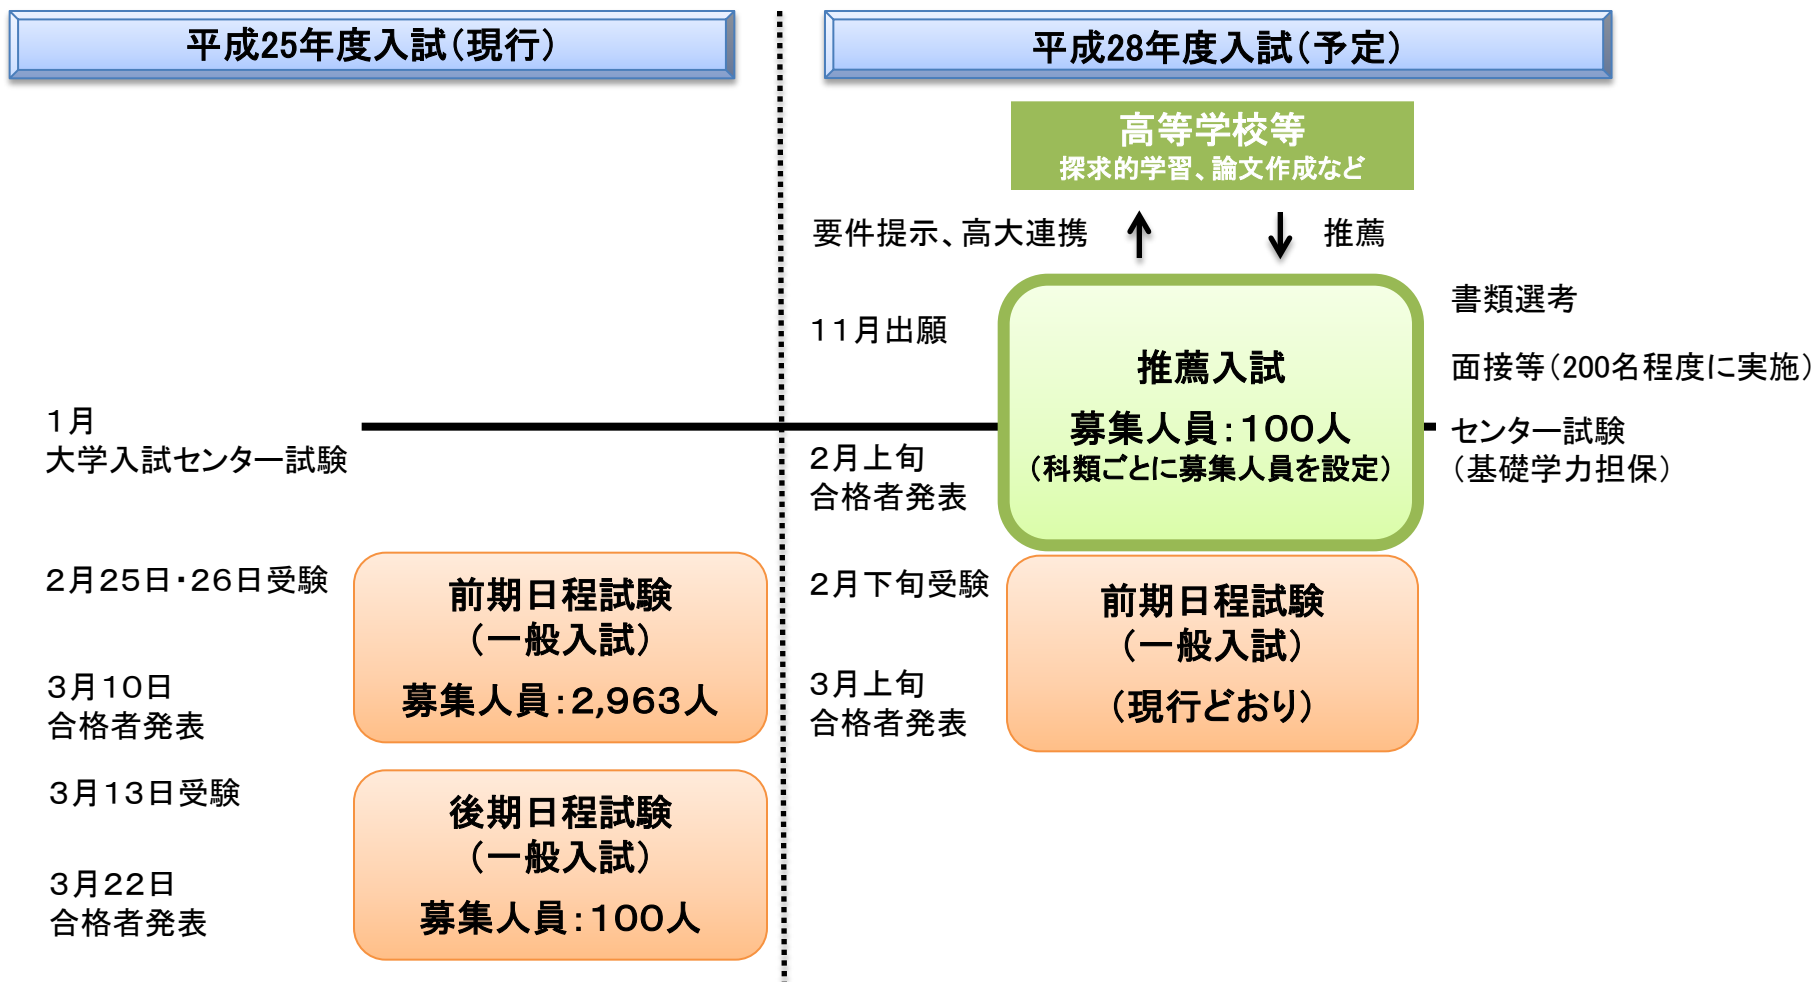 平成25年度入試(現行)
1月
大学入試センター試験
2月25日・26日受験
前期日程試験
(一般入試)
募集人員:2,963人
3月10日
合格者発表
3月13日受験
後期日程試験
(一般入試)
募集人員:100人
3月22日
合格者発表
平成28年度入試(予定)
高等学校等
探求的学習、論文作成など
要件提示、高大連携
推薦
11月出願
推薦入試
募集人員:100人
(科類ごとに募集人員を設定)
書類選考
面接等(200名程度に実施)
センター試験
(基礎学力担保)
2月上旬
合格者発表
2月下旬受験
前期日程試験
(一般入試)
(現行どおり)
3月上旬
合格者発表